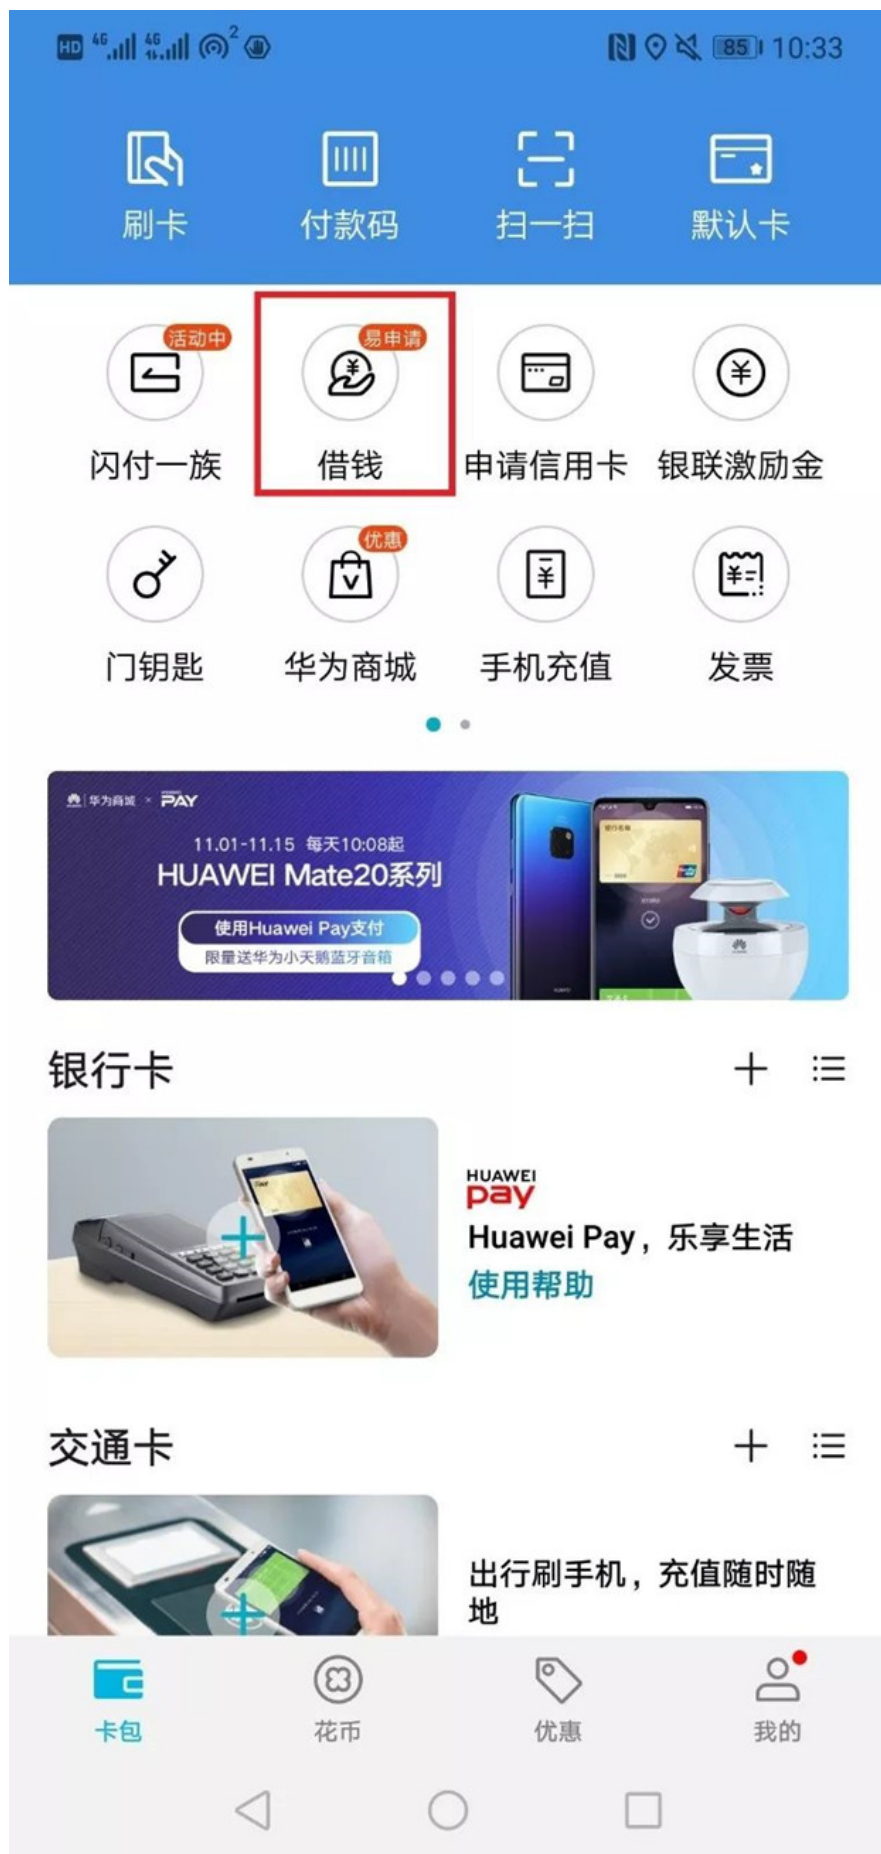 HD 4G 4G 2 85 10:33
刷卡 付款码 扫一扫 默认卡
活动中 易申请
闪付一族 借钱 申请信用卡 银联激励金
优惠
门钥匙 华为商城 手机充值 发票
华为商城 × PAY
11.01-11.15 每天10:08起
HUAWEI Mate20系列
使用Huawei Pay支付
限量送华为小天鹅蓝牙音箱
银行卡
HUAWEI
Pay
Huawei Pay，乐享生活
使用帮助
交通卡
出行刷手机，充值随时随
地
卡包 花币 优惠 我的